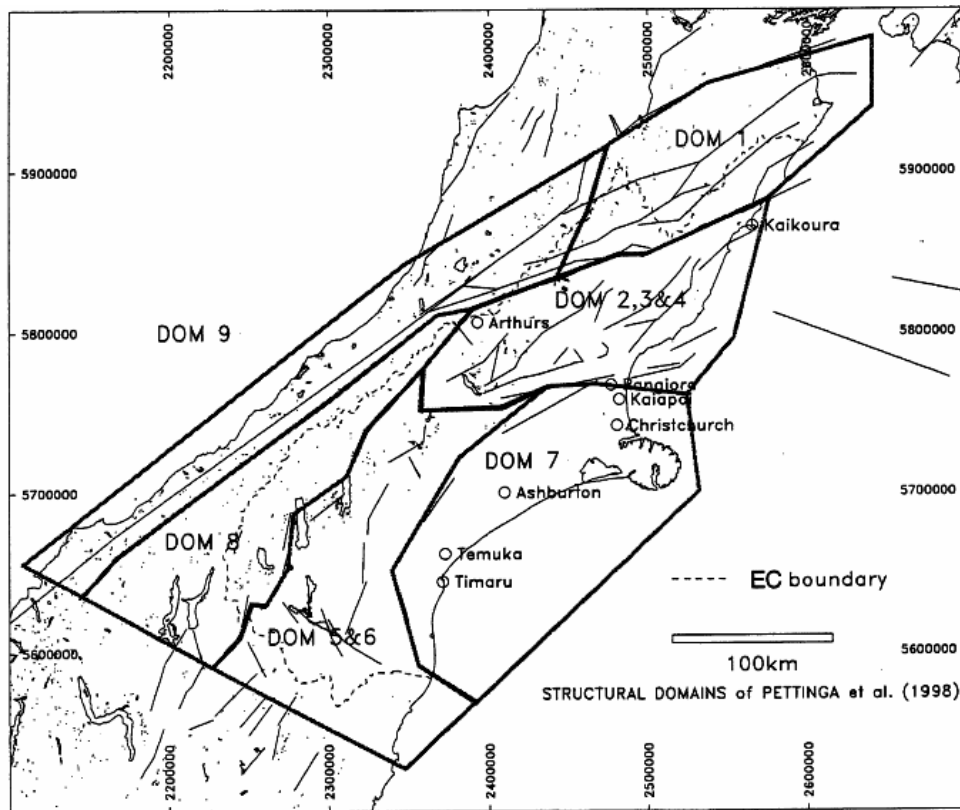 2200000
2300000
2400000
2500000
2600000
DOM 1
5900000
5900000
Kaikoura
DOM 2,3&4
Arthurs
DOM 9
5800000
5800000
Kaiapo
Christchurch
DOM 7
5700000
Ashburton
5700000
DOM 8
Temuka
Timaru
EC boundary
DOM 5&6
5600000
5600000
100km
STRUCTURAL DOMAINS of PETTINGA et al. (1998)
2200000
2300000
2400000
2500000
2600000